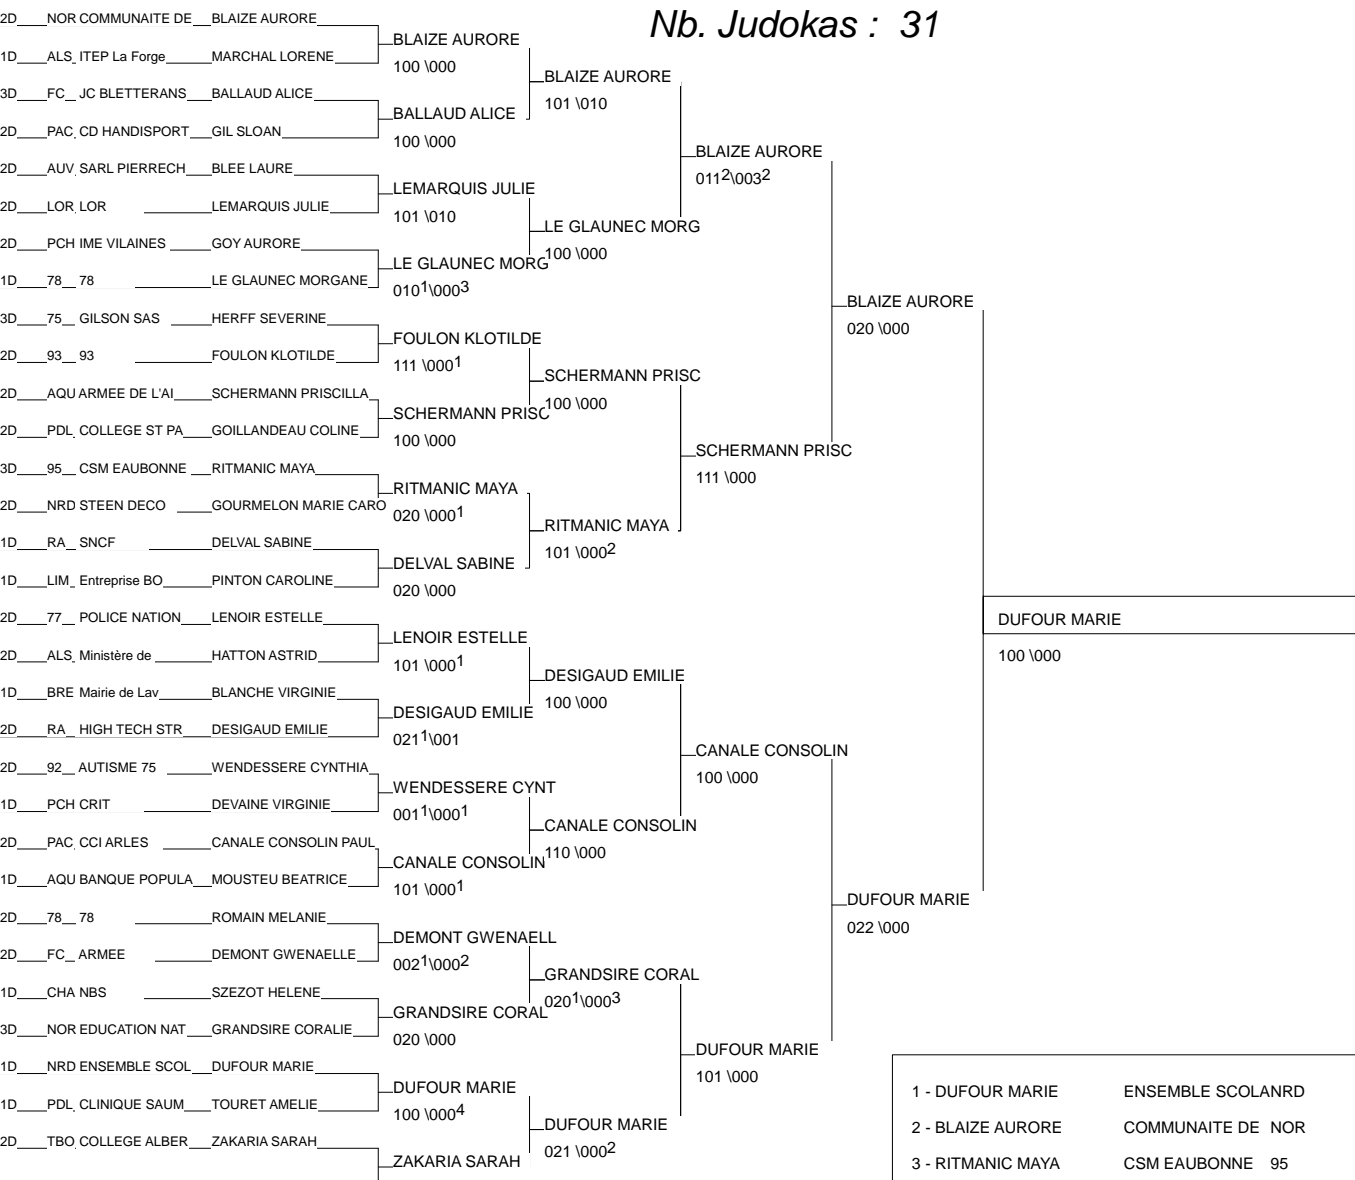 Nb. Judokas : 31
2D NOR COMMUNAITE DE BLAIZE AURORE
1D ALS ITEP La Forge MARCHAL LORENE
3D FC JC BLETTERANS BALLAUD ALICE
2D PAC CD HANDISPORT GIL SLOAN
2D AUV SARL PIERRECH BLEE LAURE
2D LOR LOR LEMARQUIS JULIE
2D PCH IME VILAINES GOY AURORE
1D 78 78 LE GLAUNEC MORGANE
3D 75 GILSON SAS HERFF SEVERINE
2D 93 93 FOULON KLOTILDE
2D AQU ARMEE DE L'AI SCHERMANN PRISCILLA
2D PDL COLLEGE ST PA GOILLANDEAU COLINE
3D 95 CSM EAUBONNE RITMANIC MAYA
2D NRD STEEN DECO GOURMELON MARIE CARO
1D RA SNCF DELVAL SABINE
1D LIM Entreprise BO PINTON CAROLINE
2D 77 POLICE NATION LENOIR ESTELLE
2D ALS Ministère de HATTON ASTRID
1D BRE Mairie de Lav BLANCHE VIRGINIE
2D RA HIGH TECH STR DESIGAUD EMILIE
2D 92 AUTISME 75 WENDESSERE CYNTHIA
1D PCH CRIT DEVAINE VIRGINIE
2D PAC CCI ARLES CANALE CONSOLIN PAUL
1D AQU BANQUE POPULA MOUSTEU BEATRICE
2D 78 78 ROMAIN MELANIE
2D FC ARMEE DEMONT GWENAELLE
1D CHA NBS SZEZOT HELENE
3D NOR EDUCATION NAT GRANDSIRE CORALIE
1D NRD ENSEMBLE SCOL DUFOUR MARIE
1D PDL CLINIQUE SAUM TOURET AMELIE
2D TBO COLLEGE ALBER ZAKARIA SARAH
BLAIZE AURORE
100 \000
BALLAUD ALICE
100 \000
LEMARQUIS JULIE
101 \010
LE GLAUNEC MORG
010¹\000³
FOULON KLOTILDE
111 \000¹
SCHERMANN PRISC
100 \000
RITMANIC MAYA
020 \000¹
DELVAL SABINE
020 \000
LENOIR ESTELLE
101 \000¹
DESIGAUD EMILIE
021¹\001
WENDESSERE CYNT
001¹\000¹
CANALE CONSOLIN
101 \000¹
DEMONT GWENAELL
002¹\000²
GRANDSIRE CORAL
020 \000
DUFOUR MARIE
100 \000⁴
ZAKARIA SARAH
BLAIZE AURORE
101 \010
LE GLAUNEC MORG
100 \000
SCHERMANN PRISC
100 \000
RITMANIC MAYA
101 \000²
DESIGAUD EMILIE
100 \000
CANALE CONSOLIN
110 \000
GRANDSIRE CORAL
020¹\000³
DUFOUR MARIE
021 \000²
BLAIZE AURORE
011²\003²
SCHERMANN PRISC
111 \000
CANALE CONSOLIN
100 \000
DUFOUR MARIE
101 \000
BLAIZE AURORE
020 \000
DUFOUR MARIE
022 \000
DUFOUR MARIE
100 \000
1 - DUFOUR MARIE ENSEMBLE SCOLANRD
2 - BLAIZE AURORE COMMUNAITE DE NOR
3 - RITMANIC MAYA CSM EAUBONNE 95